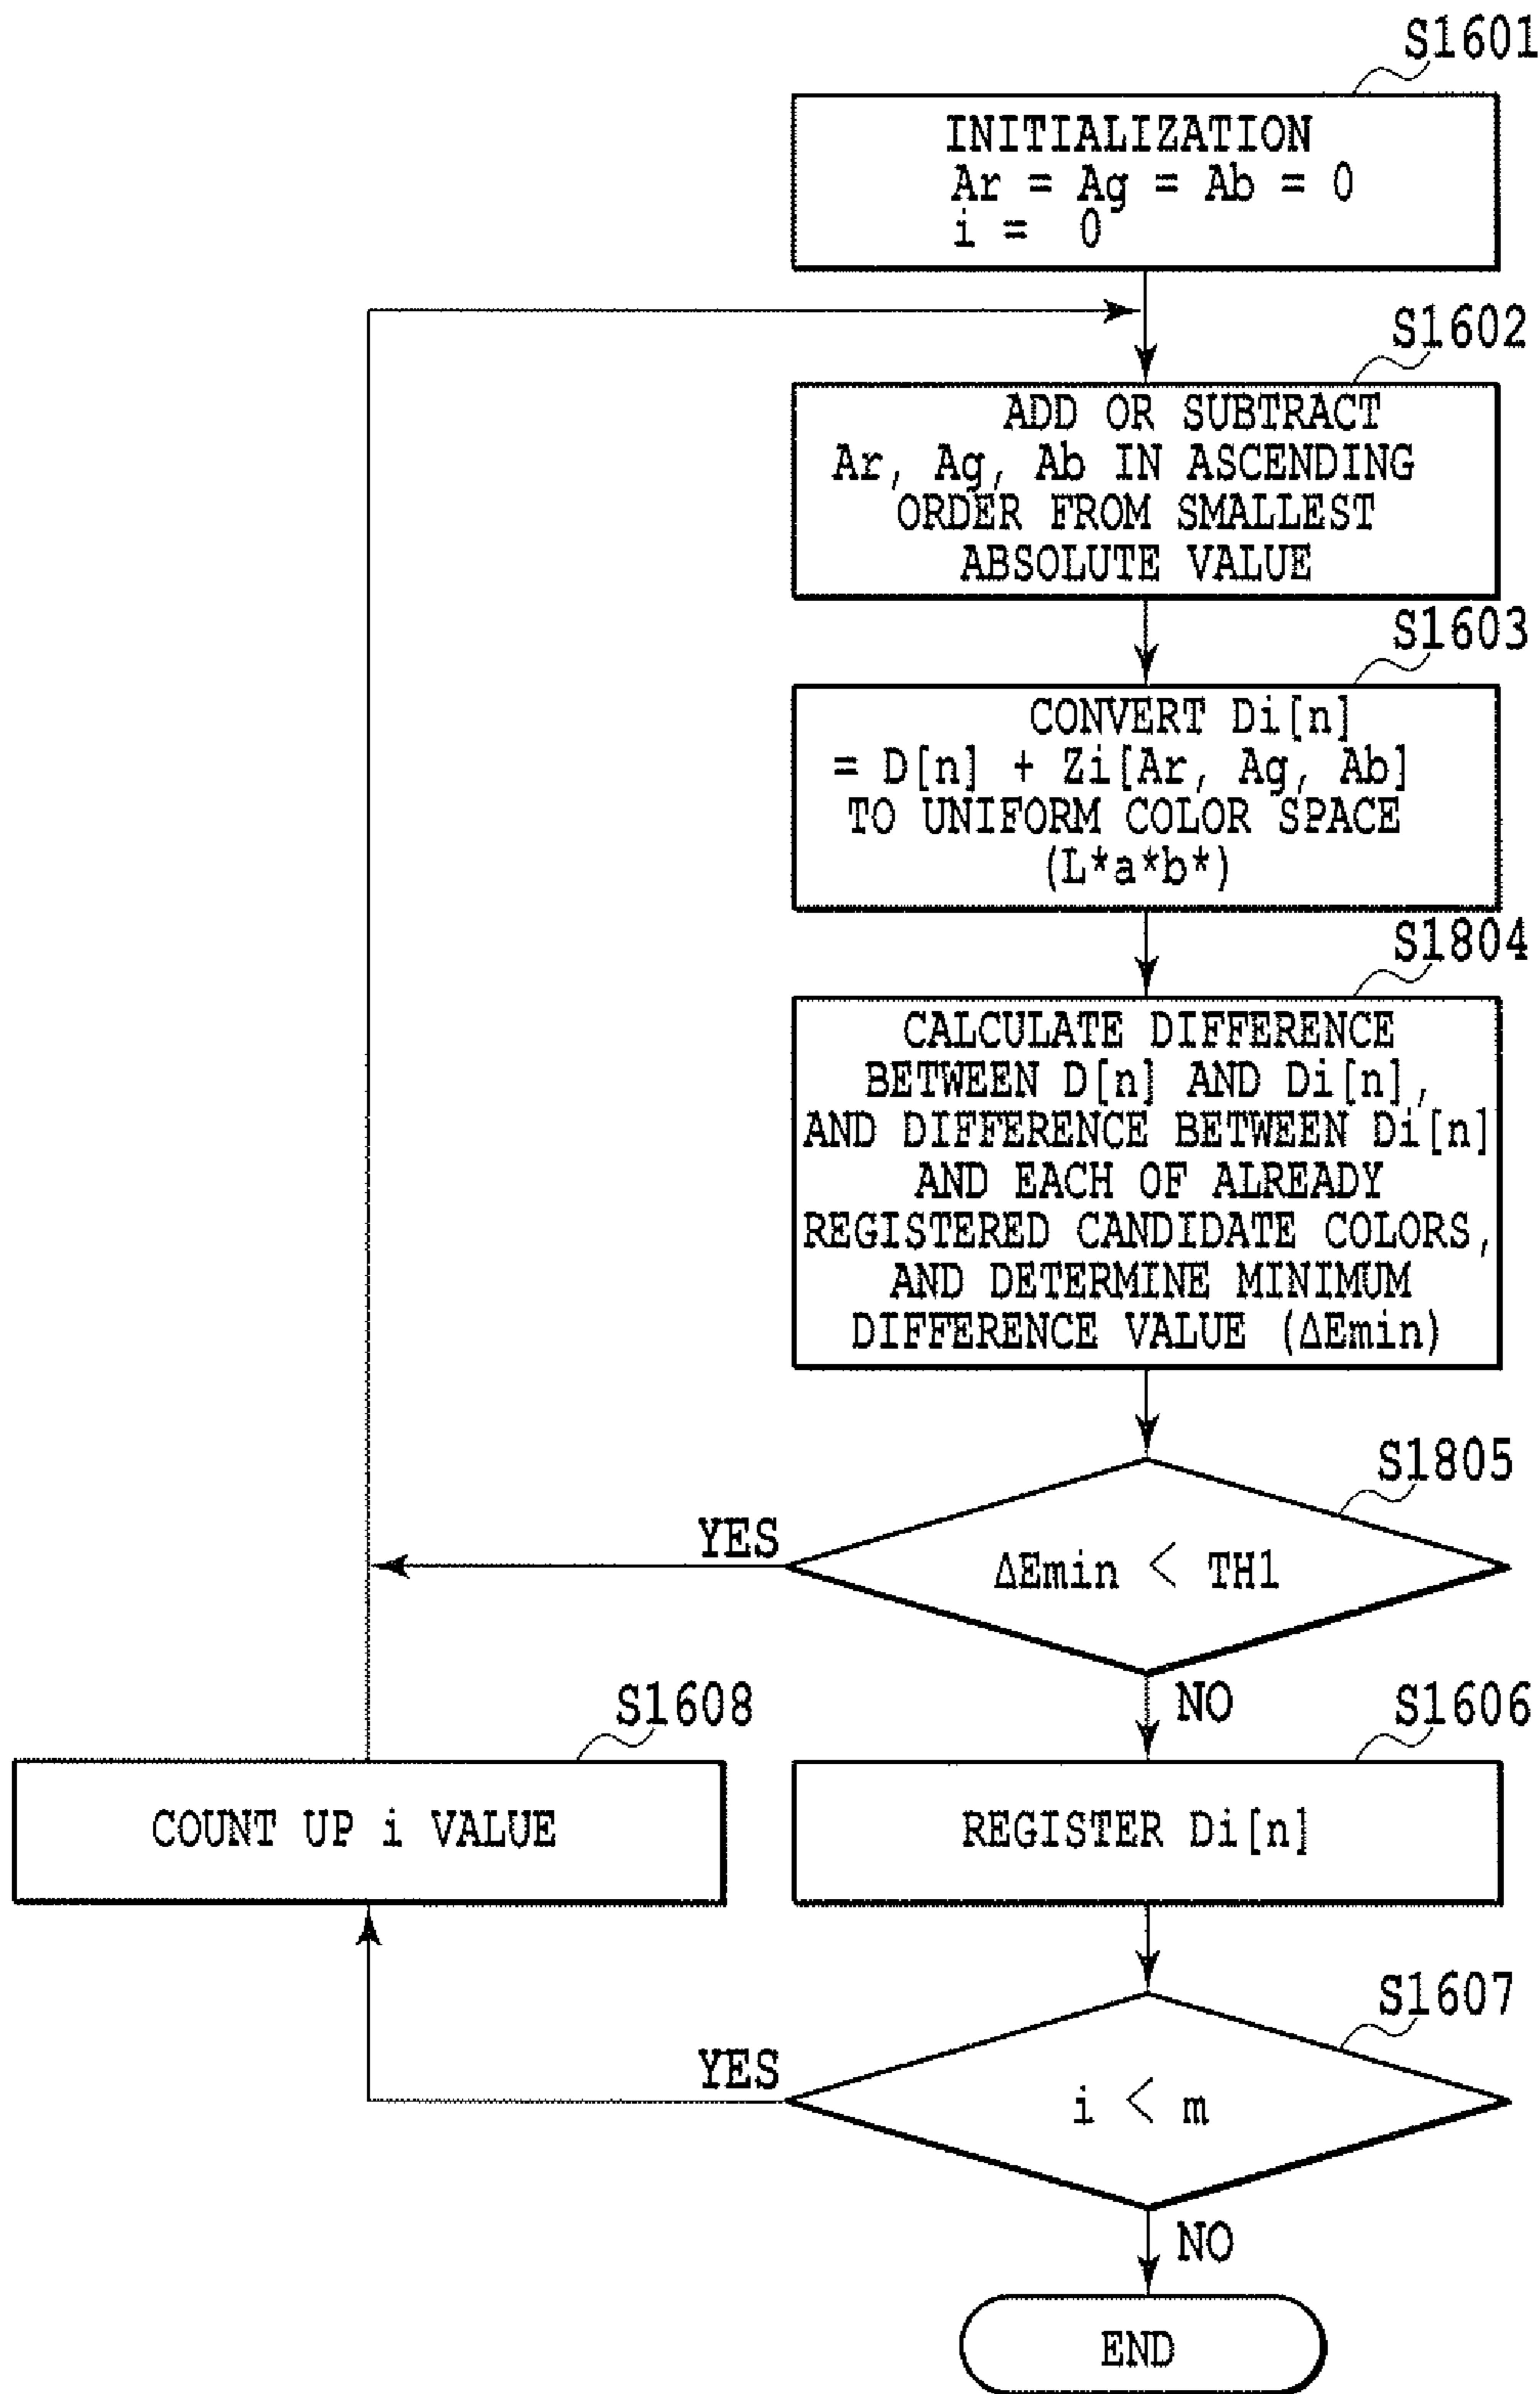 S1601
INITIALIZATION
Ar = Ag = Ab = 0
i = 0
S1602
ADD OR SUBTRACT
Ar, Ag, Ab IN ASCENDING
ORDER FROM SMALLEST
ABSOLUTE VALUE
S1603
CONVERT Di[n]
= D[n] + Zi[Ar, Ag, Ab]
TO UNIFORM COLOR SPACE
(L*a*b*)
S1804
CALCULATE DIFFERENCE
BETWEEN D[n] AND Di[n],
AND DIFFERENCE BETWEEN Di[n]
AND EACH OF ALREADY
REGISTERED CANDIDATE COLORS,
AND DETERMINE MINIMUM
DIFFERENCE VALUE (ΔEmin)
S1805
YES
ΔEmin < TH1
NO
S1608
COUNT UP i VALUE
S1606
REGISTER Di[n]
S1607
YES
i < m
NO
END